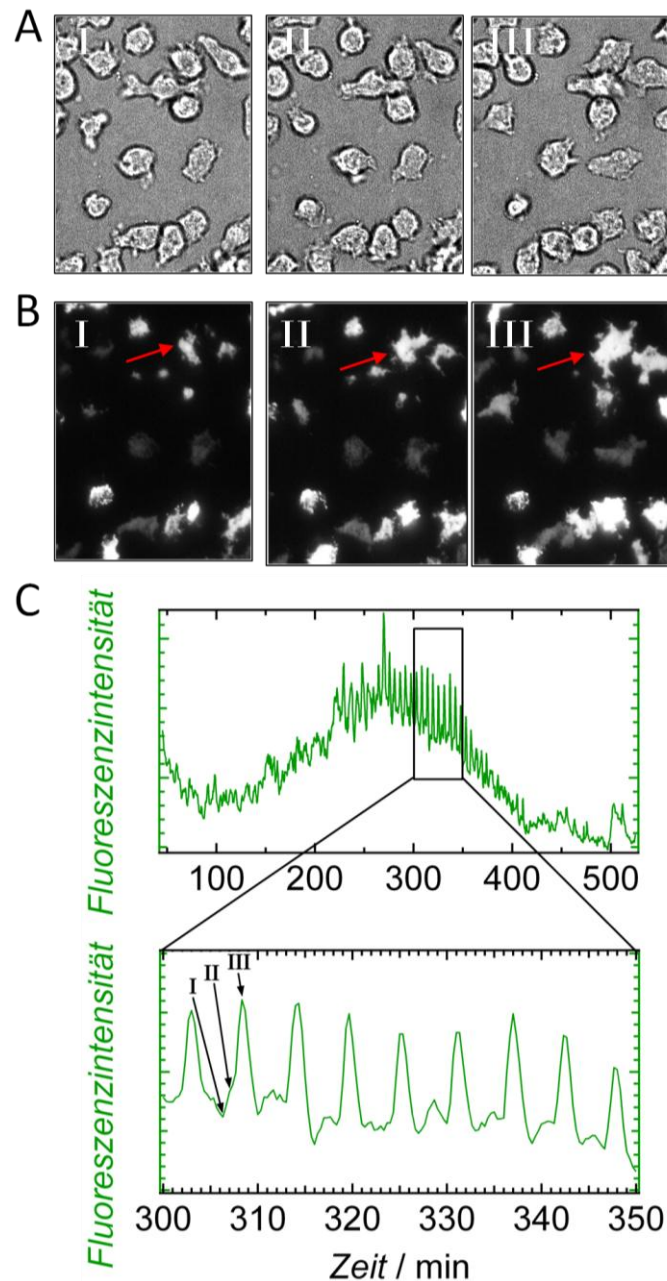 A
I II III
B
I II III
C
Fluoreszenzintensität
100 200 300 400 500
Fluoreszenzintensität
I II III
300 310 320 330 340 350
Zeit / min